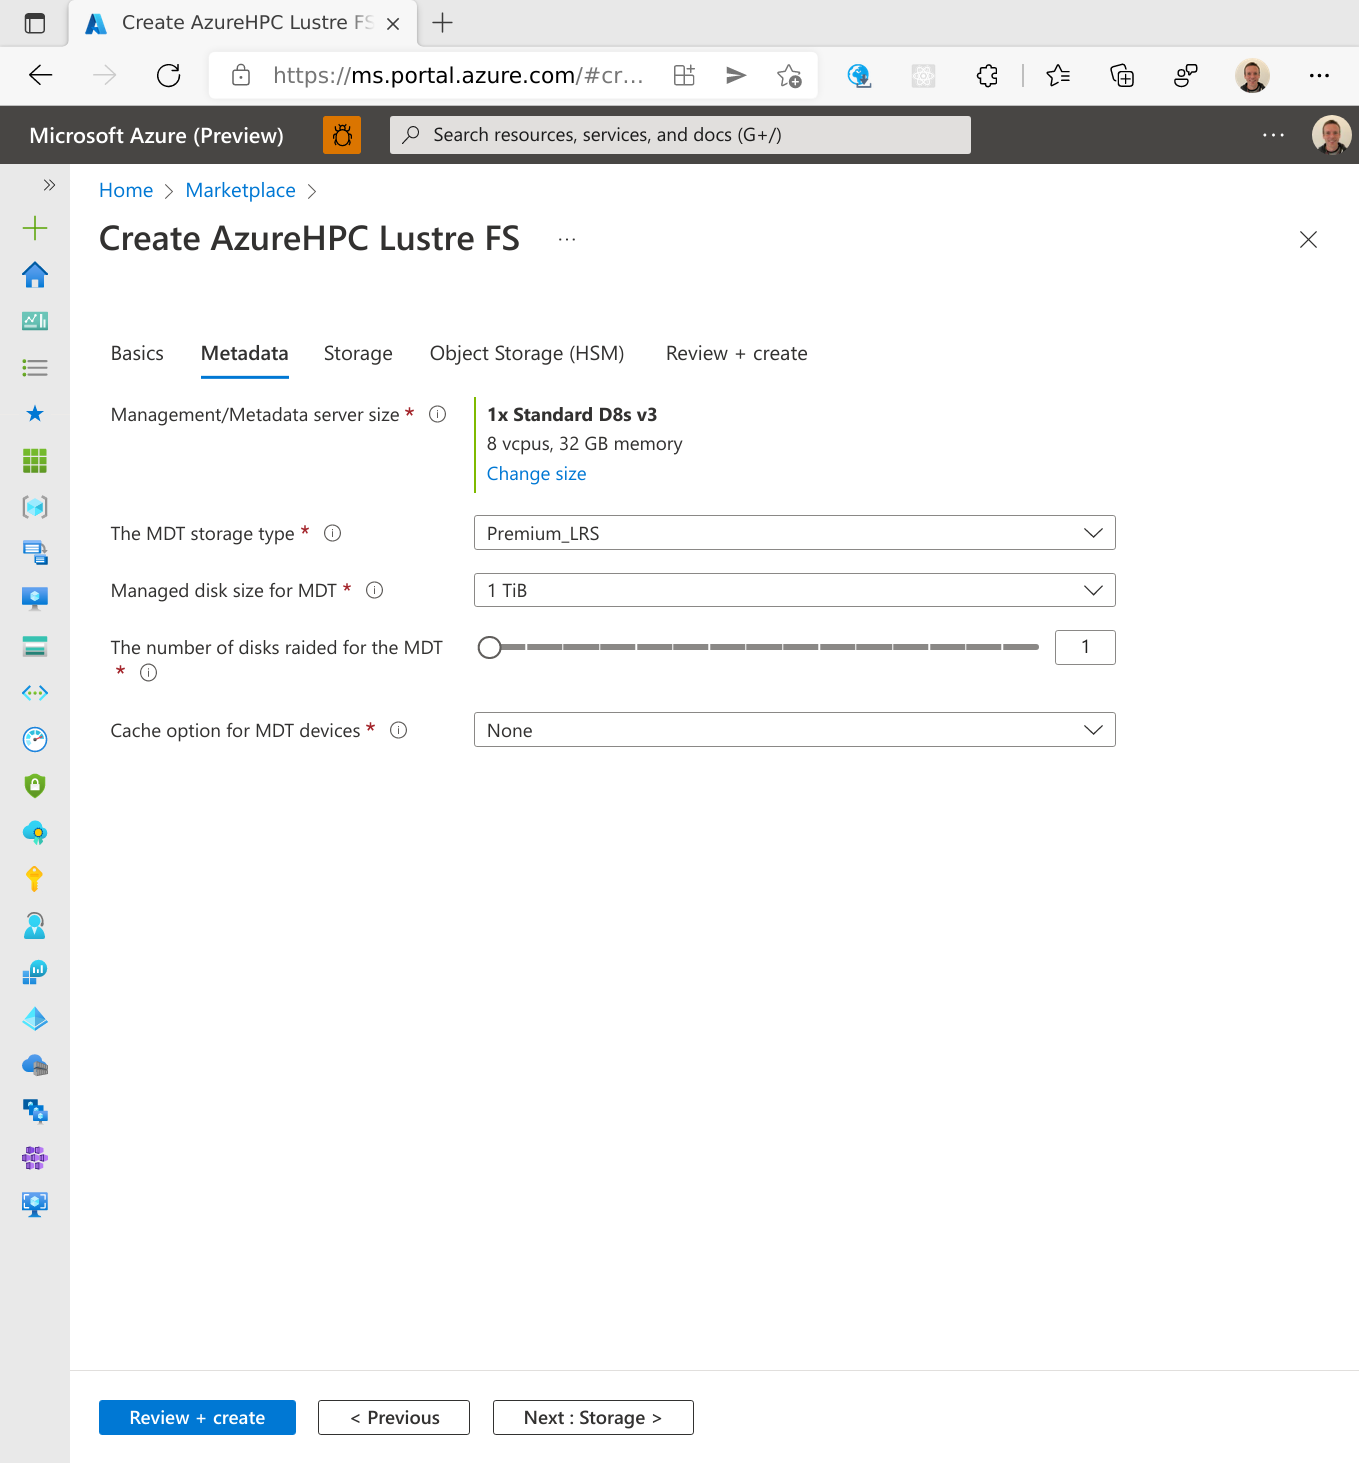 Create AzureHPC Lustre FS
https://ms.portal.azure.com/#cr...
Microsoft Azure (Preview)
Search resources, services, and docs (G+/)
Home > Marketplace >
Create AzureHPC Lustre FS ...
Basics Metadata Storage Object Storage (HSM) Review + create
Management/Metadata server size *
1x Standard D8s v3
8 vcpus, 32 GB memory
Change size
The MDT storage type *
Premium_LRS
Managed disk size for MDT *
1 TiB
The number of disks raided for the MDT
*
1
Cache option for MDT devices *
None
Review + create
< Previous
Next : Storage >